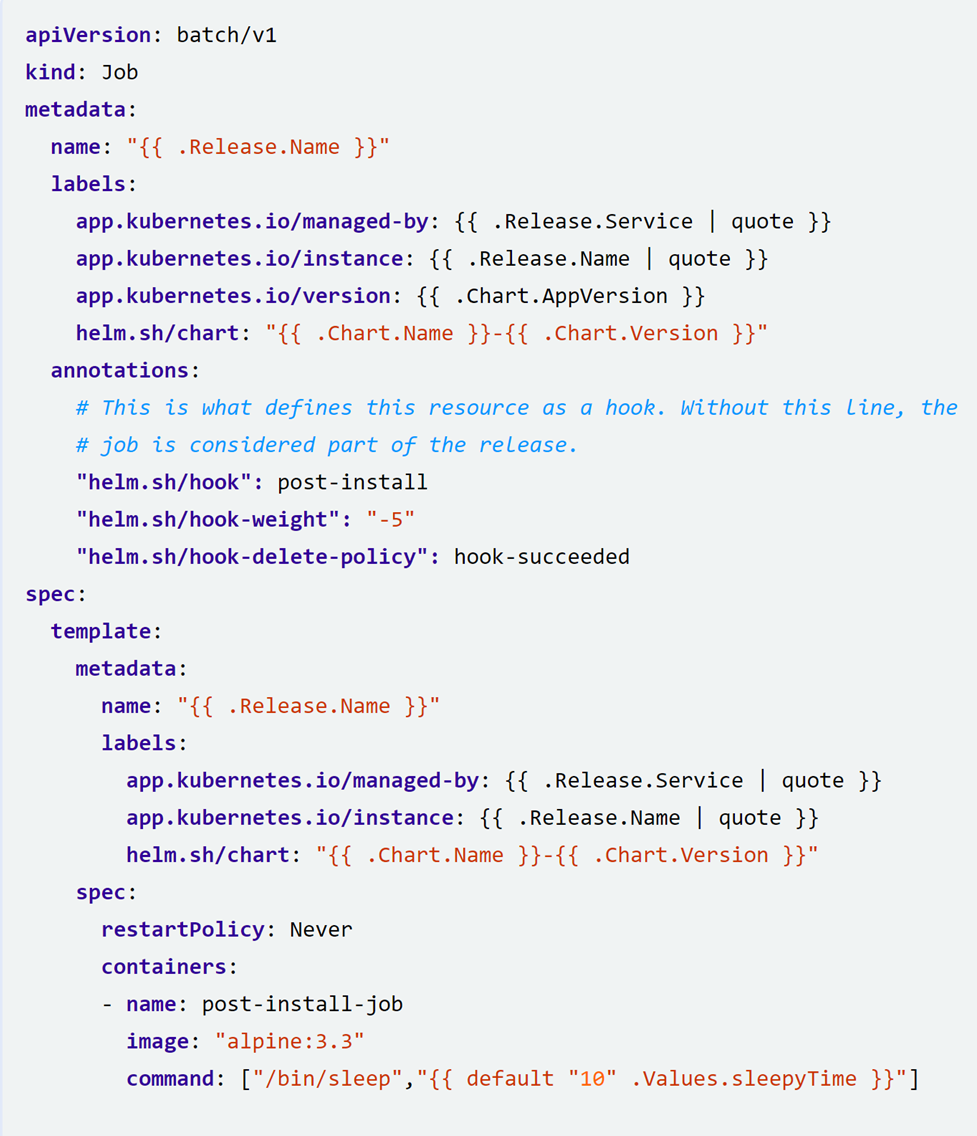 apiVersion: batch/v1
kind: Job
metadata:
  name: "{{ .Release.Name }}"
  labels:
    app.kubernetes.io/managed-by: {{ .Release.Service | quote }}
    app.kubernetes.io/instance: {{ .Release.Name | quote }}
    app.kubernetes.io/version: {{ .Chart.AppVersion }}
    helm.sh/chart: "{{ .Chart.Name }}-{{ .Chart.Version }}"
  annotations:
    # This is what defines this resource as a hook. Without this line, the
    # job is considered part of the release.
    "helm.sh/hook": post-install
    "helm.sh/hook-weight": "-5"
    "helm.sh/hook-delete-policy": hook-succeeded
spec:
  template:
    metadata:
      name: "{{ .Release.Name }}"
      labels:
        app.kubernetes.io/managed-by: {{ .Release.Service | quote }}
        app.kubernetes.io/instance: {{ .Release.Name | quote }}
        helm.sh/chart: "{{ .Chart.Name }}-{{ .Chart.Version }}"
    spec:
      restartPolicy: Never
      containers:
      - name: post-install-job
        image: "alpine:3.3"
        command: ["/bin/sleep","{{ default "10" .Values.sleepyTime }}"]